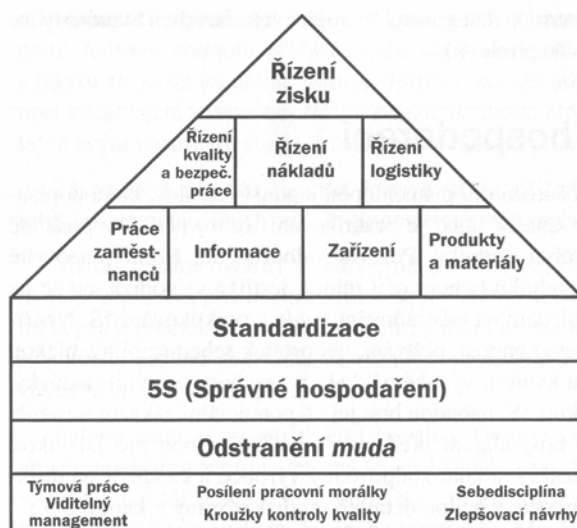 Řízení
zisku
Řízení
kvality
a bezpeč.
práce
Řízení
nákladů
Řízení
logistiky
Práce
zaměst-
nanců
Informace
Zařízení
Produkty
a materiály
Standardizace
5S (Správné hospodaření)
Odstranění muda
Týmová práce
Viditelný
management
Posílení pracovní morálky
Kroužky kontroly kvality
Sebedisciplína
Zlepšovací návrhy